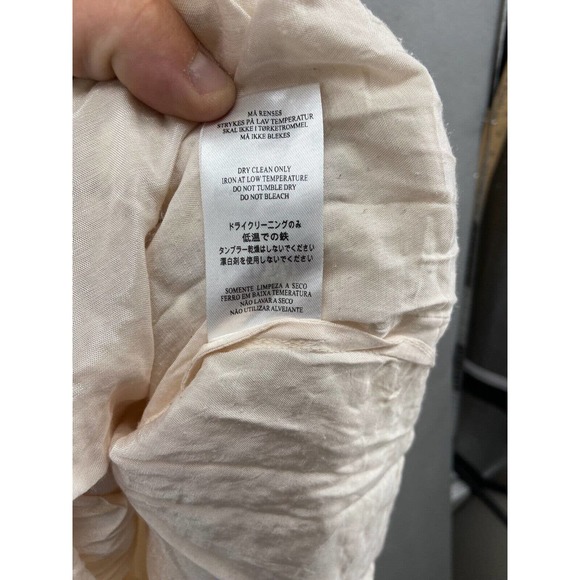 MÅ RENSES
STRYKES PÅ LAV TEMPERATUR
SKAL IKKE I TØRKETROMMEL
MÅ IKKE BLEKES
DRY CLEAN ONLY
IRON AT LOW TEMPERATURE
DO NOT TUMBLE DRY
DO NOT BLEACH
ドライクリーニングのみ
低温での鉄
タンブラー乾燥はしないでください
漂白剤を使用しないでください
SOMENTE LIMPEZA A SECO
FERRO EM BAIXA TEMERATURA
NÃO LAVAR A SECO
NÃO UTILIZAR ALVEJANTE